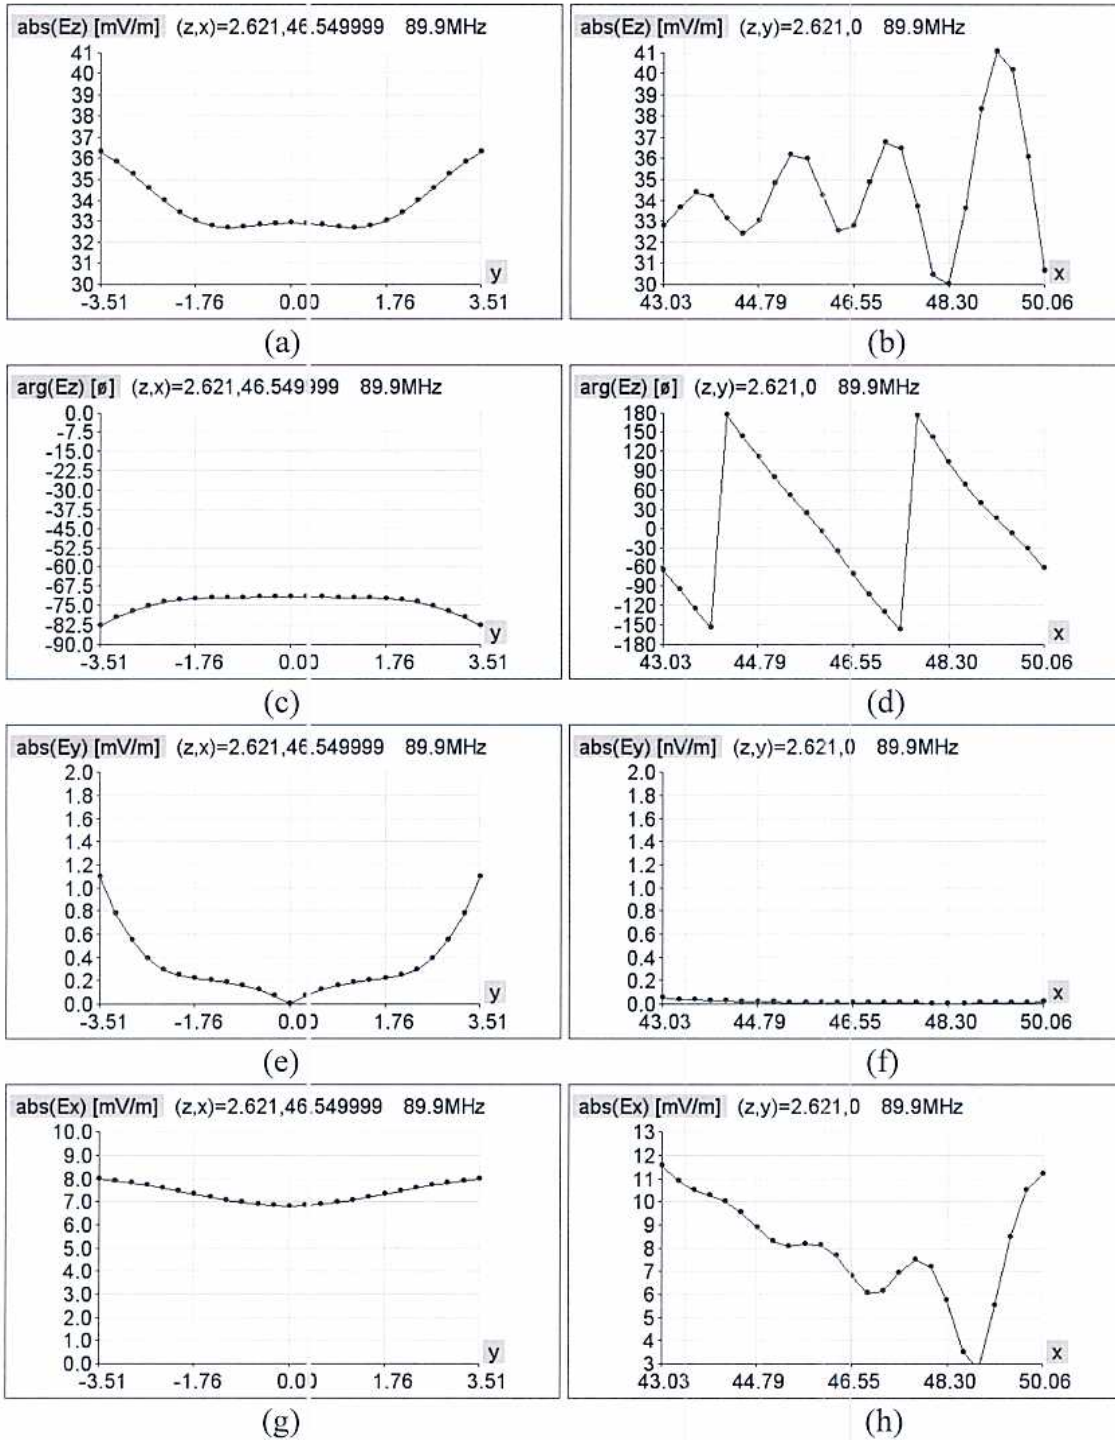 abs(Ez) [mV/m] (z,x)=2.621,46.549999 89.9MHz
41
40
39
38
37
36
35
34
33
32
31
30
y
-3.51 -1.76 0.00 1.76 3.51
(a)
abs(Ez) [mV/m] (z,y)=2.621,0 89.9MHz
41
40
39
38
37
36
35
34
33
32
31
30
x
43.03 44.79 46.55 48.30 50.06
(b)
arg(Ez) [ø] (z,x)=2.621,46.549999 89.9MHz
0.0
-7.5
-15.0
-22.5
-30.0
-37.5
-45.0
-52.5
-60.0
-67.5
-75.0
-82.5
-90.0
y
-3.51 -1.76 0.00 1.76 3.51
(c)
arg(Ez) [ø] (z,y)=2.621,0 89.9MHz
180
150
120
90
60
30
0
-30
-60
-90
-120
-150
-180
x
43.03 44.79 46.55 48.30 50.06
(d)
abs(Ey) [mV/m] (z,x)=2.621,46.549999 89.9MHz
2.0
1.8
1.6
1.4
1.2
1.0
0.8
0.6
0.4
0.2
0.0
y
-3.51 -1.76 0.00 1.76 3.51
(e)
abs(Ey) [nV/m] (z,y)=2.621,0 89.9MHz
2.0
1.8
1.6
1.4
1.2
1.0
0.8
0.6
0.4
0.2
0.0
x
43.03 44.79 46.55 48.30 50.06
(f)
abs(Ex) [mV/m] (z,x)=2.621,46.549999 89.9MHz
10.0
9.0
8.0
7.0
6.0
5.0
4.0
3.0
2.0
1.0
0.0
y
-3.51 -1.76 0.00 1.76 3.51
(g)
abs(Ex) [mV/m] (z,y)=2.621,0 89.9MHz
13
12
11
10
9
8
7
6
5
4
3
x
43.03 44.79 46.55 48.30 50.06
(h)